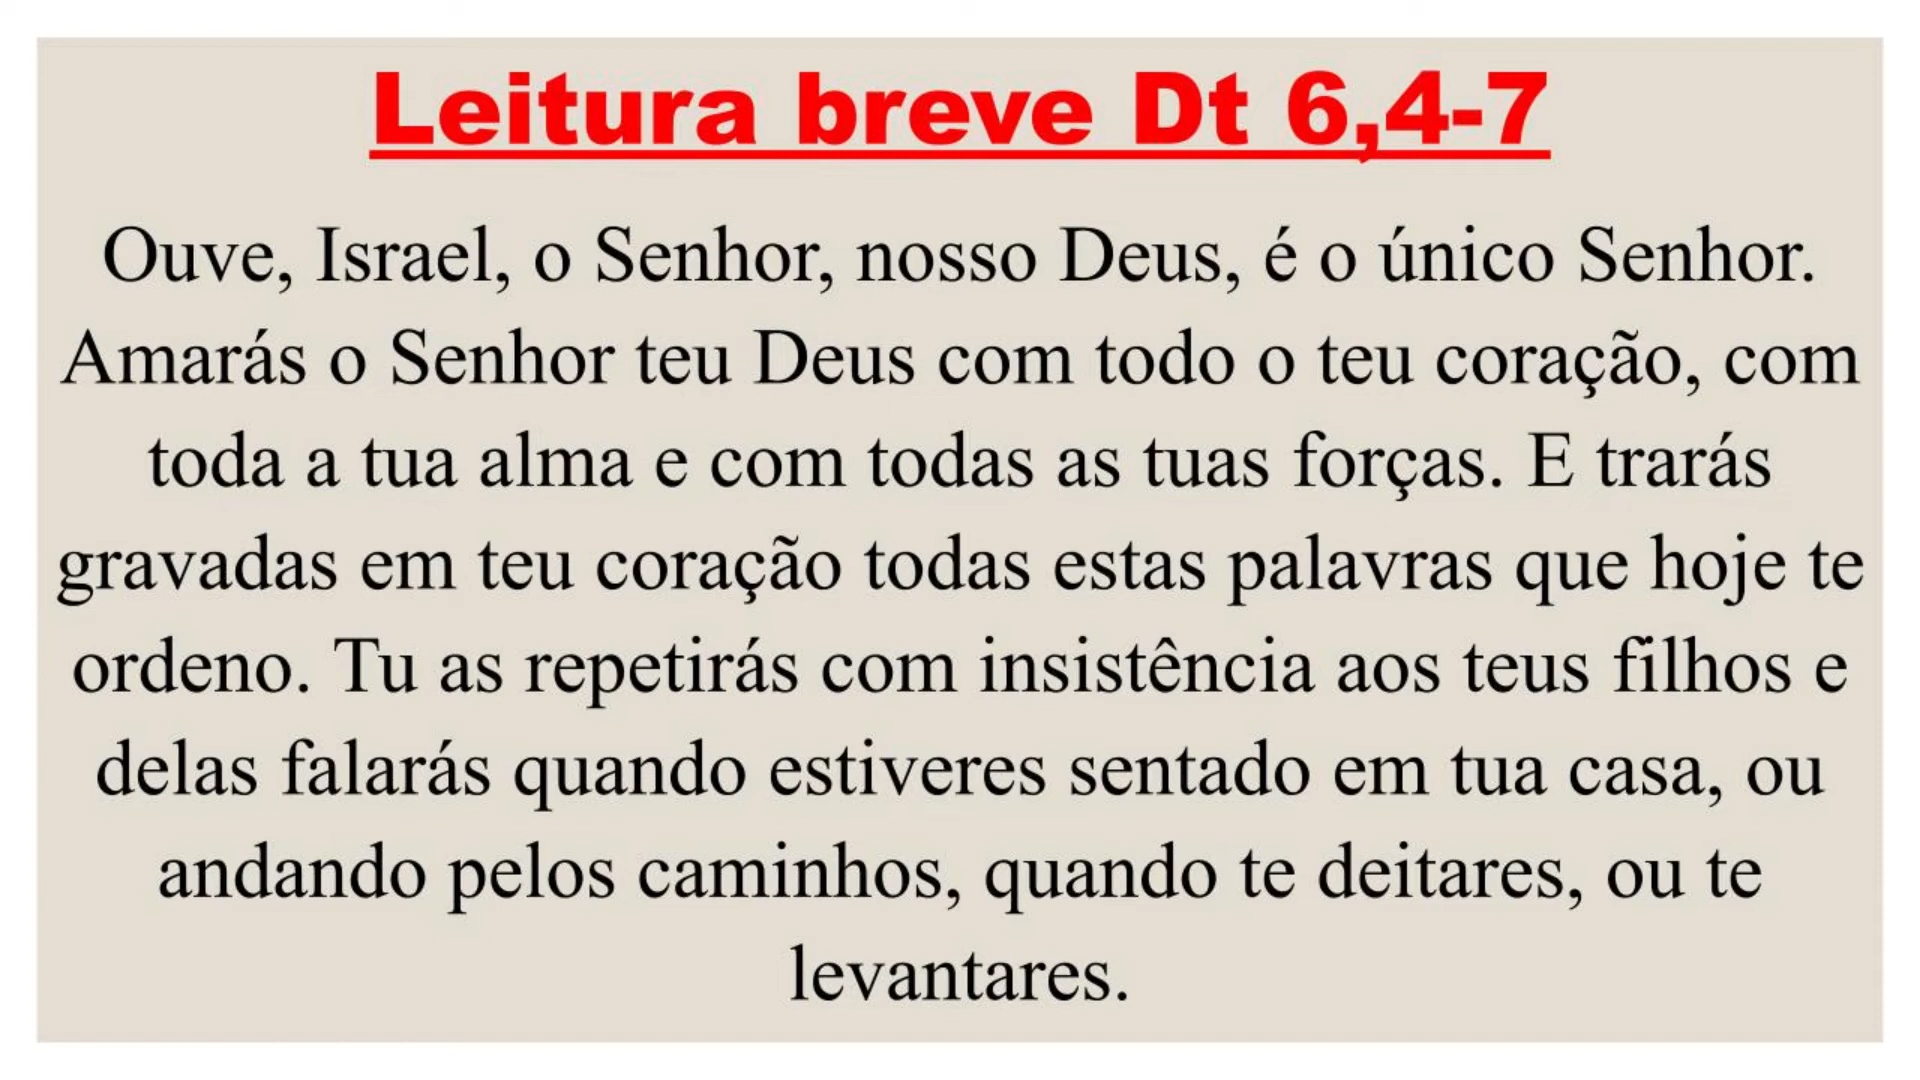 Leitura breve Dt 6,4-7
Ouve, Israel, o Senhor, nosso Deus, é o único Senhor.
Amarás o Senhor teu Deus com todo o teu coração, com
toda a tua alma e com todas as tuas forças. E trarás
gravadas em teu coração todas estas palavras que hoje te
ordeno. Tu as repetirás com insistência aos teus filhos e
delas falarás quando estiveres sentado em tua casa, ou
andando pelos caminhos, quando te deitares, ou te
levantares.